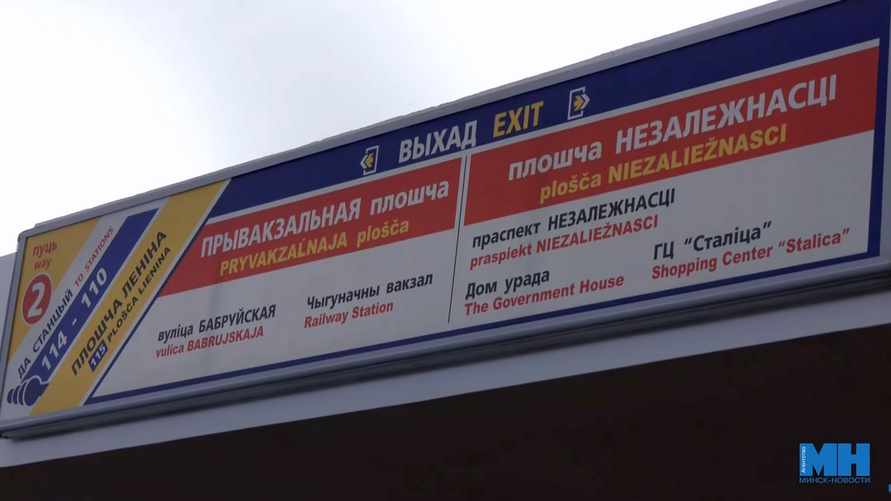 ВЫХАД EXIT
пуць
way
2
ДА СТАНЦЫЙ TO STATIONS
114 - 110
ПЛОШЧА ЛЕНІНА
115 PLOŠČA LIENINA
ПРЫВАКЗАЛЬНАЯ плошча
PRYVAKZAĹNAJA plošča
вуліца БАБРУЙСКАЯ
vulica BABRUJSKAJA
Чыгуначны вакзал
Railway Station
плошча НЕЗАЛЕЖНАСЦІ
plošča NIEZALIEŽNASCI
праспект НЕЗАЛЕЖНАСЦІ
praspiekt NIEZALIEŽNASCI
Дом урада
The Government House
ГЦ “Сталіца”
Shopping Center “Stalica”
Агентство
МН
МИНСК-НОВОСТИ